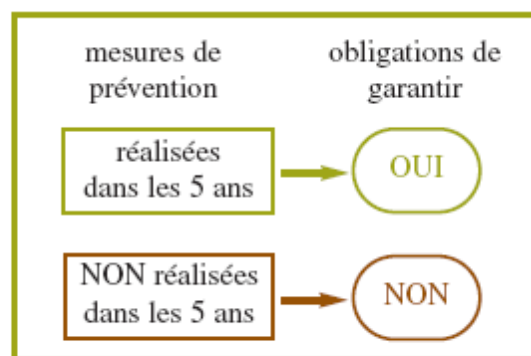 mesures de
prévention
obligations de
garantir
réalisées
dans les 5 ans
OUI
NON réalisées
dans les 5 ans
NON